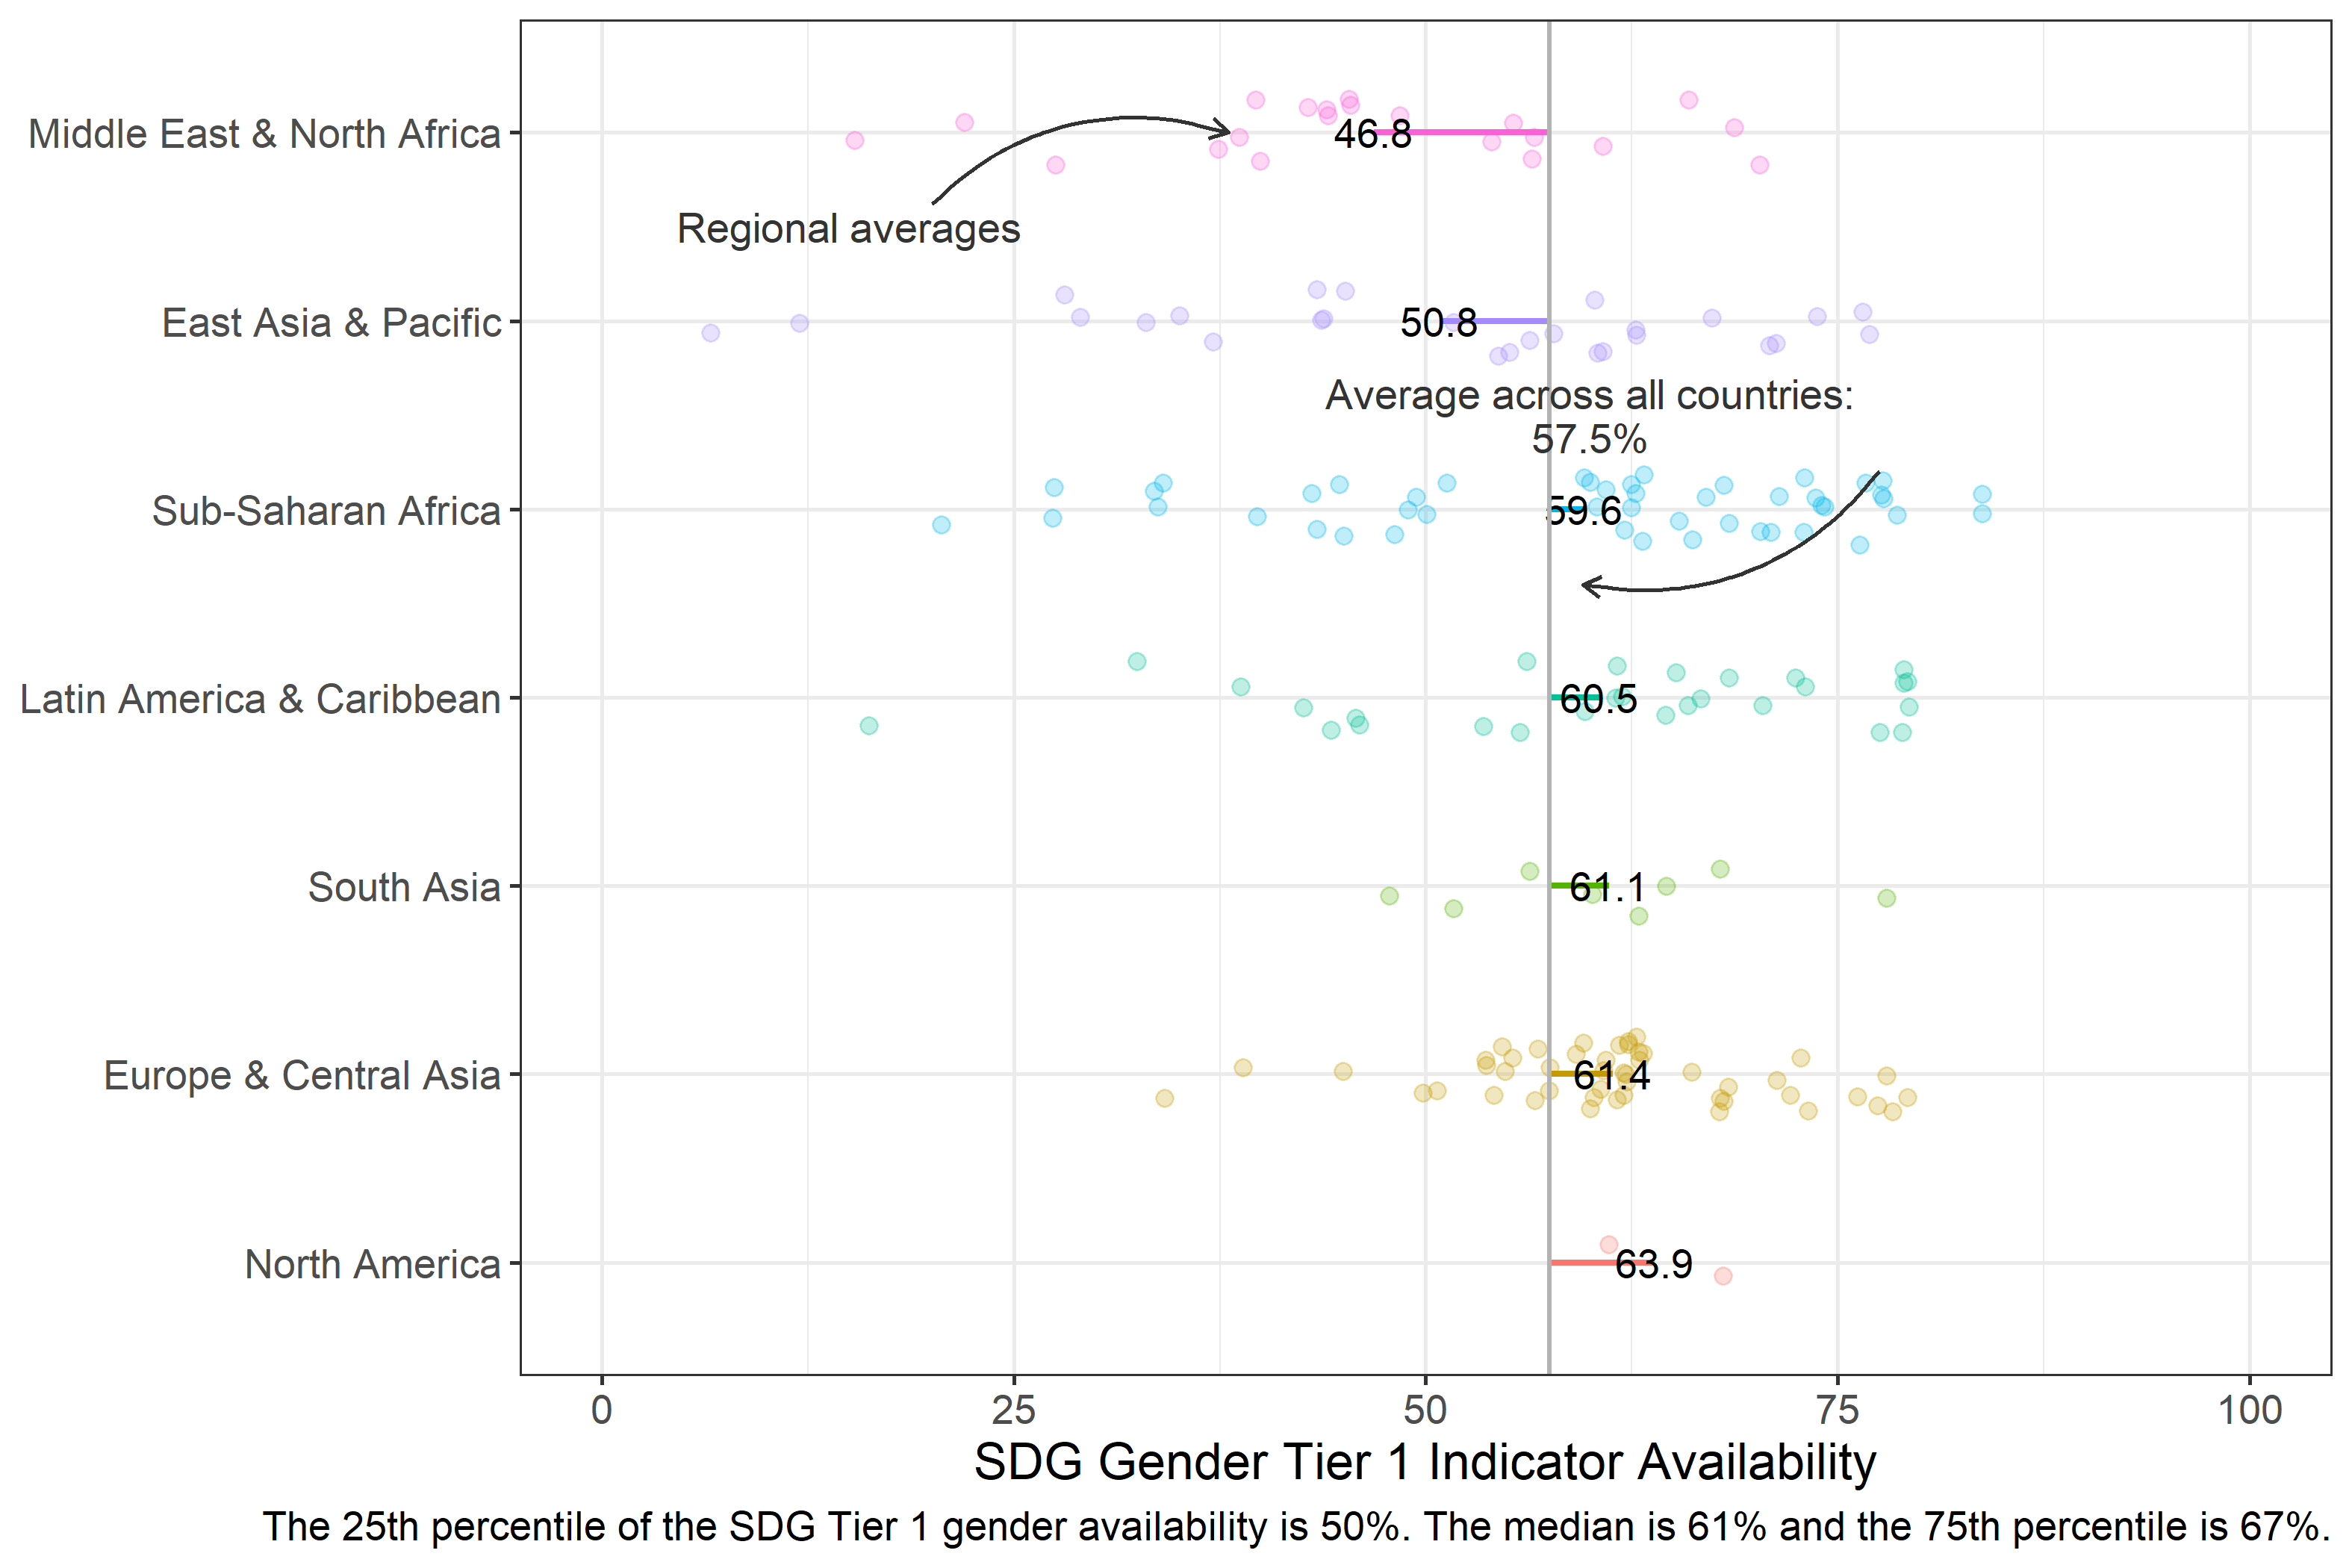 Middle East & North Africa
46.8
Regional averages
East Asia & Pacific
50.8
Average across all countries:
57.5%
Sub-Saharan Africa
59.6
Latin America & Caribbean
60.5
South Asia
61.1
Europe & Central Asia
61.4
North America
63.9
0 25 50 75 100
SDG Gender Tier 1 Indicator Availability
The 25th percentile of the SDG Tier 1 gender availability is 50%. The median is 61% and the 75th percentile is 67%.